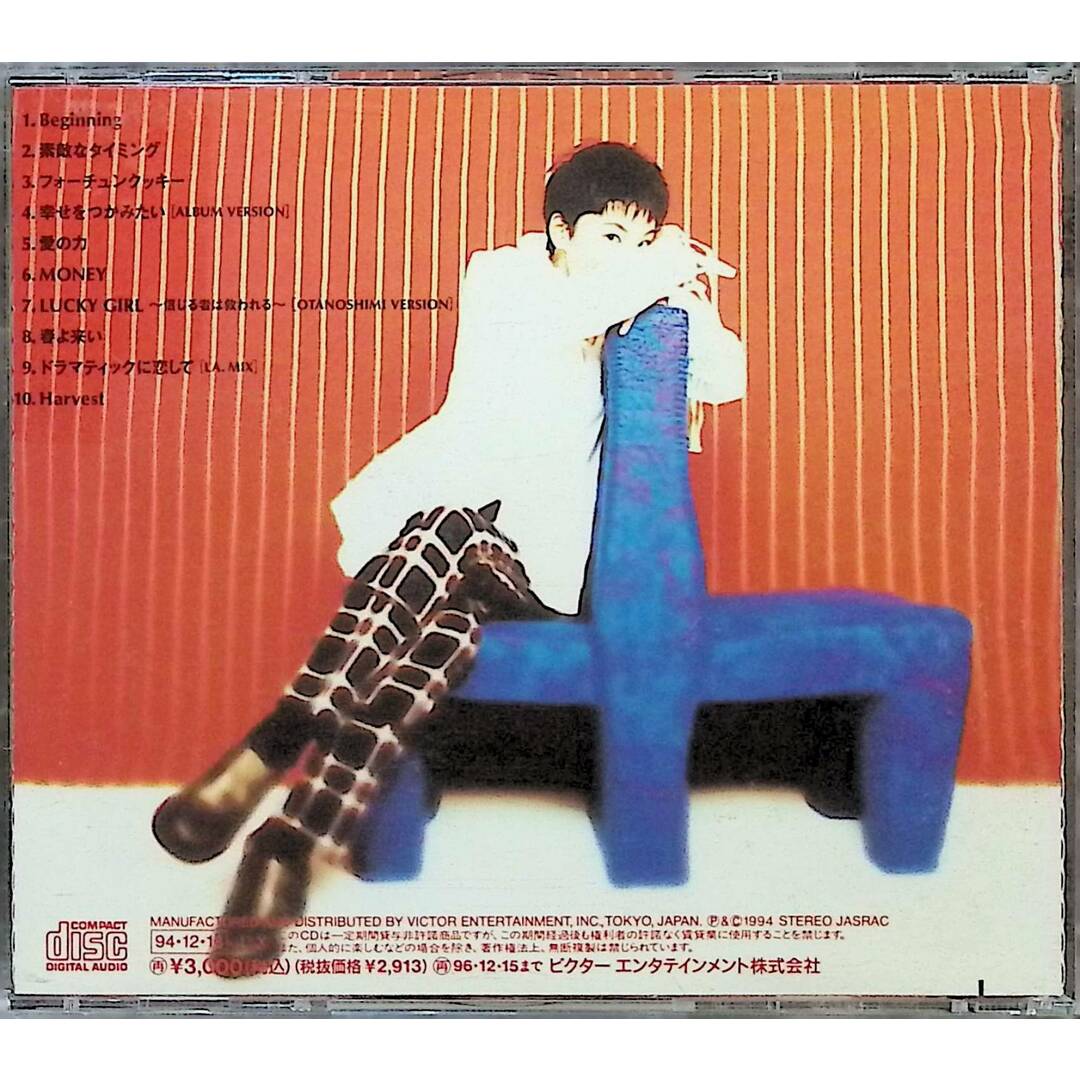 1. Beginning
2. 素敵なタイミング
3. フォーチュンクッキー
4. 幸せをつかみたい [ALBUM VERSION]
5. 愛の力
6. MONEY
7. LUCKY GIRL 〜信じる者は救われる〜 [OTANOSHIMI VERSION]
8. 春よ来い
9. ドラマティックに恋して [L.A. MIX]
10. Harvest
COMPACT
disc
DIGITAL AUDIO
DISTRIBUTED BY VICTOR ENTERTAINMENT, INC., TOKYO, JAPAN. Ⓟ&©1994 STEREO JASRAC
94・12・16 このCDは一定期間貸与非許諾商品ですが、この期間経過後も権利者の許諾なく賃貸業に使用することを禁じます。
また、個人的に楽しむなどの場合を除き、著作権法上、無断複製は禁じられています。
㊢¥3,000(税込)(税抜価格¥2,913) ㊢96・12・15まで ビクター エンタテインメント株式会社